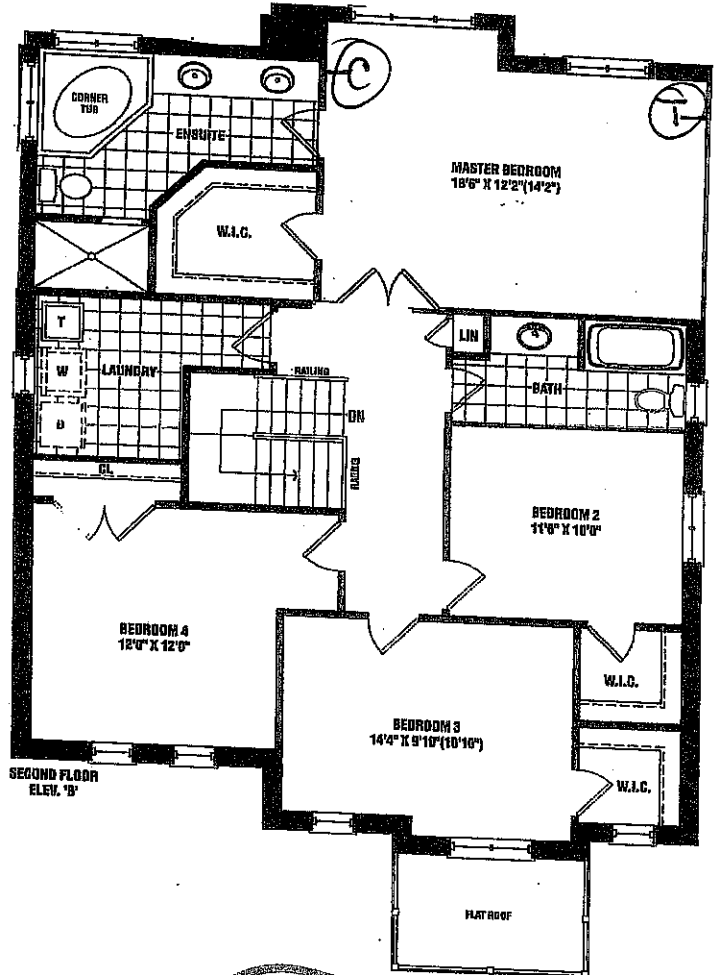 C
T
CORNER
TUB
ENSUITE
MASTER BEDROOM
18'6" X 12'2"(14'2")
W.I.C.
LIN
T
W
LAUNDRY
D
RAILING
DN
RAILING
BATH
CL.
BEDROOM 2
11'6" X 10'0"
BEDROOM 4
12'0" X 12'0"
W.I.C.
BEDROOM 3
14'4" X 9'10"(10'10")
W.I.C.
SECOND FLOOR
ELEV. 'B'
FLAT ROOF